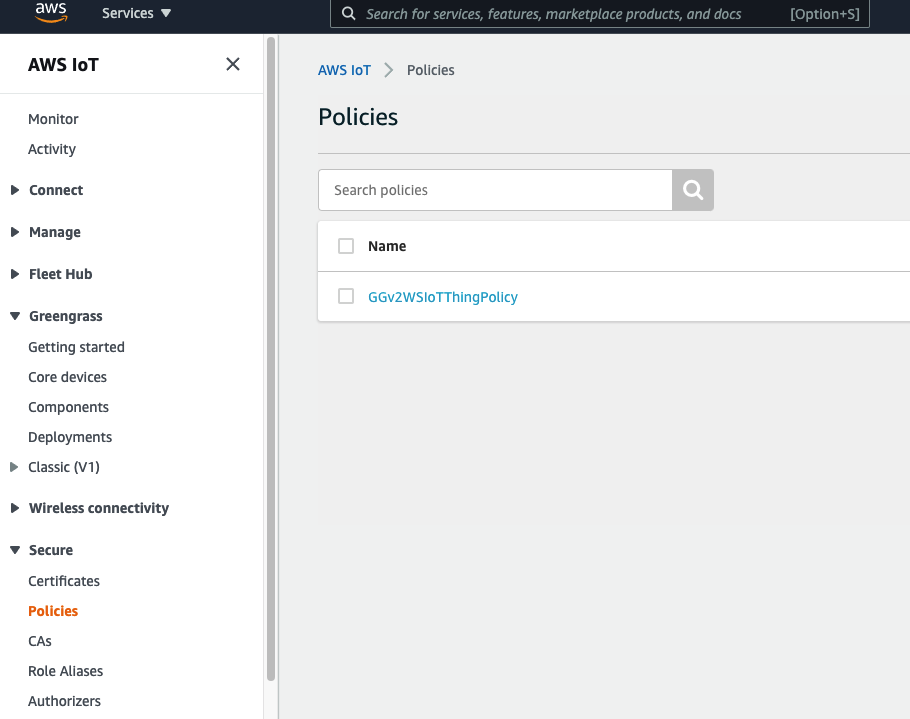 aws
Services
Search for services, features, marketplace products, and docs
[Option+S]
AWS IoT
Monitor
Activity
Connect
Manage
Fleet Hub
Greengrass
Getting started
Core devices
Components
Deployments
Classic (V1)
Wireless connectivity
Secure
Certificates
Policies
CAs
Role Aliases
Authorizers
AWS IoT
Policies
Policies
Search policies
Name
GGv2WSIoTThingPolicy